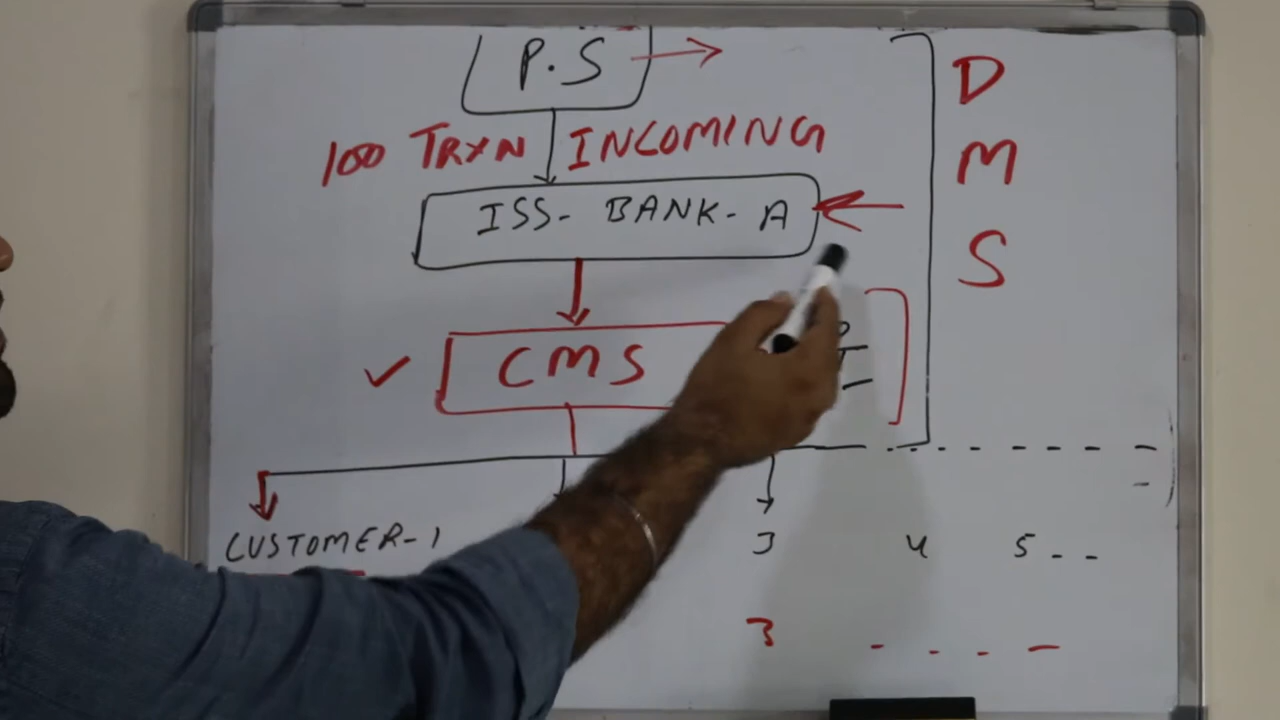 P.S
100 TRXN INCOMING
ISS- BANK- A
CMS
D
M
S
CUSTOMER-1
3 4 5 - -
3 - - - -